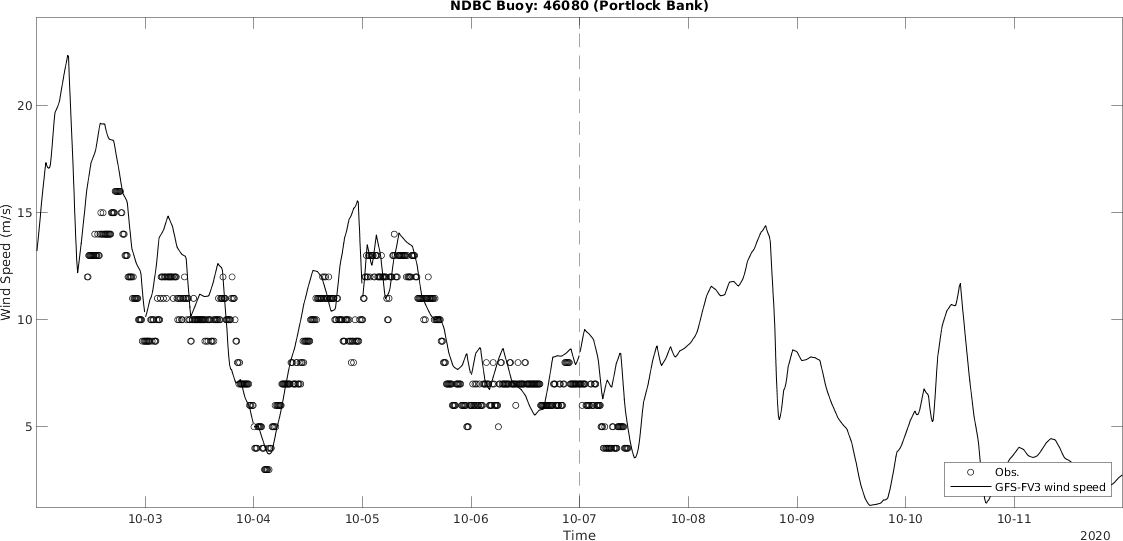 NDBC Buoy: 46080 (Portlock Bank)
20
15
10
5
Wind Speed (m/s)
Obs.
GFS-FV3 wind speed
10-03 10-04 10-05 10-06 10-07 10-08 10-09 10-10 10-11
Time
2020